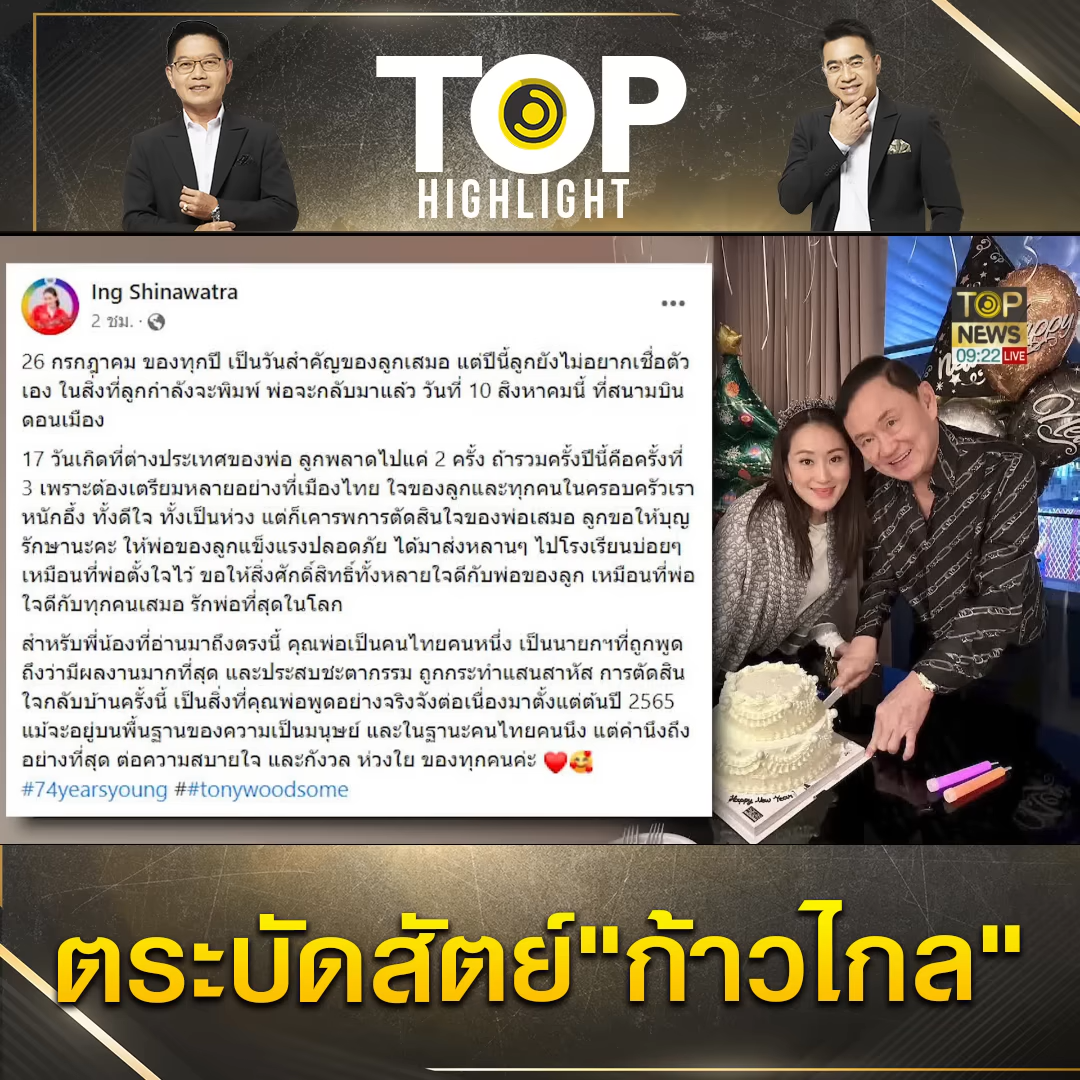 TOP
HIGHLIGHT
Ing Shinawatra
2 ชม.
26 กรกฎาคม ของทุกปี เป็นวันสำคัญของลูกเสมอ แต่ปีนี้ลูกยังไม่อยากเชื่อตัว
เอง ในสิ่งที่ลูกกำลังจะพิมพ์ พ่อจะกลับมาแล้ว วันที่ 10 สิงหาคมนี้ ที่สนามบิน
ดอนเมือง
17 วันเกิดที่ต่างประเทศของพ่อ ลูกพลาดไปแค่ 2 ครั้ง ถ้ารวมครั้งปีนี้คือครั้งที่
3 เพราะต้องเตรียมหลายอย่างที่เมืองไทย ใจของลูกและทุกคนในครอบครัวเรา
หนักอึ้ง ทั้งดีใจ ทั้งเป็นห่วง แต่ก็เคารพการตัดสินใจของพ่อเสมอ ลูกขอให้บุญ
รักษานะคะ ให้พ่อของลูกแข็งแรงปลอดภัย ได้มาส่งหลานๆ ไปโรงเรียนบ่อยๆ
เหมือนที่พ่อตั้งใจไว้ ขอให้สิ่งศักดิ์สิทธิ์ทั้งหลายใจดีกับพ่อของลูก เหมือนที่พ่อ
ใจดีกับทุกคนเสมอ รักพ่อที่สุดในโลก
สำหรับพี่น้องที่อ่านมาถึงตรงนี้ คุณพ่อเป็นคนไทยคนหนึ่ง เป็นนายกฯที่ถูกพูด
ถึงว่ามีผลงานมากที่สุด และประสบชะตากรรม ถูกกระทำแสนสาหัส การตัดสิน
ใจกลับบ้านครั้งนี้ เป็นสิ่งที่คุณพ่อพูดอย่างจริงจังต่อเนื่องมาตั้งแต่ต้นปี 2565
แม้จะอยู่บนพื้นฐานของความเป็นมนุษย์ และในฐานะคนไทยคนนึง แต่คำนึงถึง
อย่างที่สุด ต่อความสบายใจ และกังวล ห่วงใย ของทุกคนค่ะ ❤️🥰
#74yearsyoung ##tonywoodsome
TOP
NEWS
09:22 LIVE
Happy New Year
ตระบัดสัตย์"ก้าวไกล"